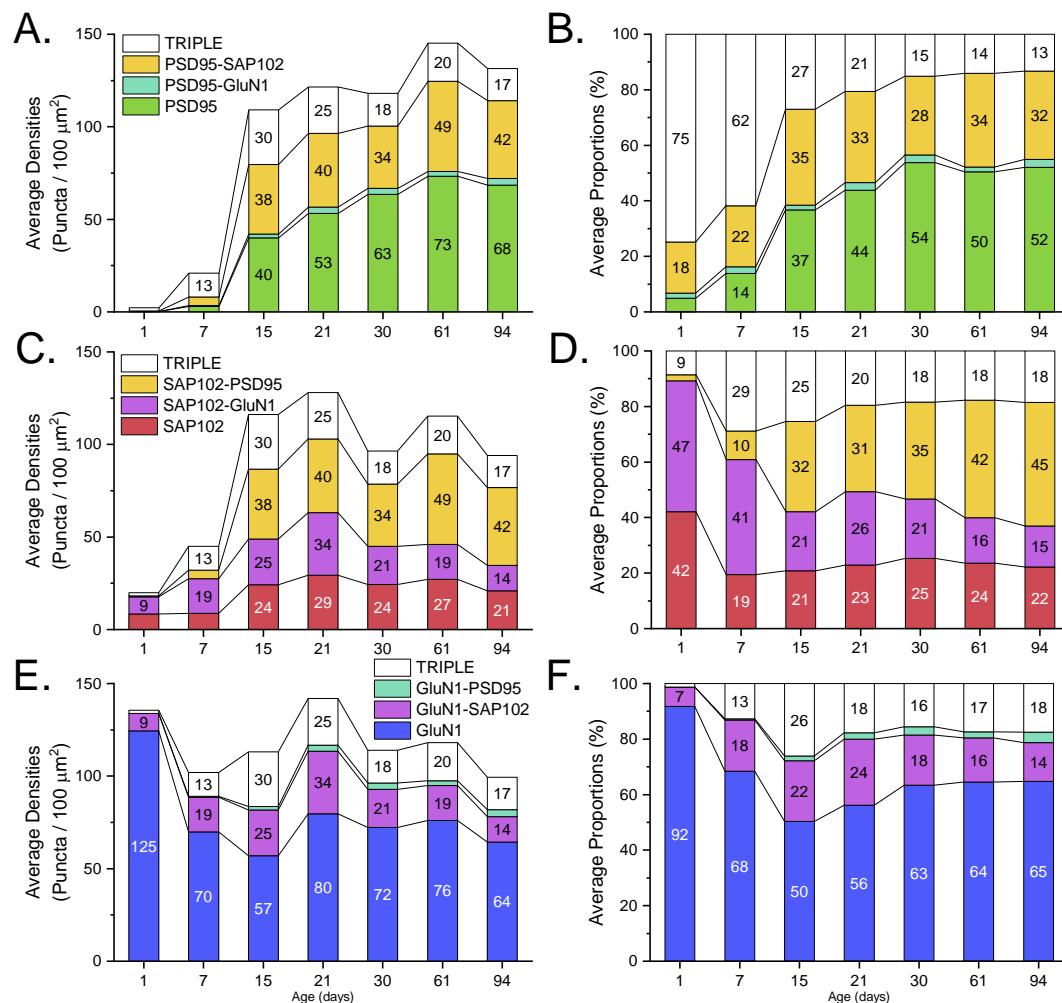 A.
TRIPLE
PSD95-SAP102
PSD95-GluN1
PSD95
Average Densities
(Puncta / 100 µm²)
150
100
50
0
20
25
17
30
18
13
49
40
42
38
34
40
53
63
73
68
1 7 15 21 30 61 94
B.
Average Proportions (%)
100
80
60
40
20
0
75 62 27 21 15 14 13
18 22 35 33 28 34 32
14 37 44 54 50 52
1 7 15 21 30 61 94
C.
TRIPLE
SAP102-PSD95
SAP102-GluN1
SAP102
Average Densities
(Puncta / 100 µm²)
150
100
50
0
13 30 25 18 20 17
38 40 34 49 42
9 19 25 34 21 19 14
24 29 24 27 21
1 7 15 21 30 61 94
D.
Average Proportions (%)
100
80
60
40
20
0
9 29 25 20 18 18 18
10 32 31 35 42 45
47 41 21 26 21 16 15
42 19 21 23 25 24 22
1 7 15 21 30 61 94
E.
TRIPLE
GluN1-PSD95
GluN1-SAP102
GluN1
Average Densities
(Puncta / 100 µm²)
150
100
50
0
13 30 25 18 20 17
9 19 25 34 21 19 14
125 70 57 80 72 76 64
1 7 15 21 30 61 94
Age (days)
F.
Average Proportions (%)
100
80
60
40
20
0
13 26 18 16 17 18
7 18 22 24 18 16 14
92 68 50 56 63 64 65
1 7 15 21 30 61 94
Age (days)